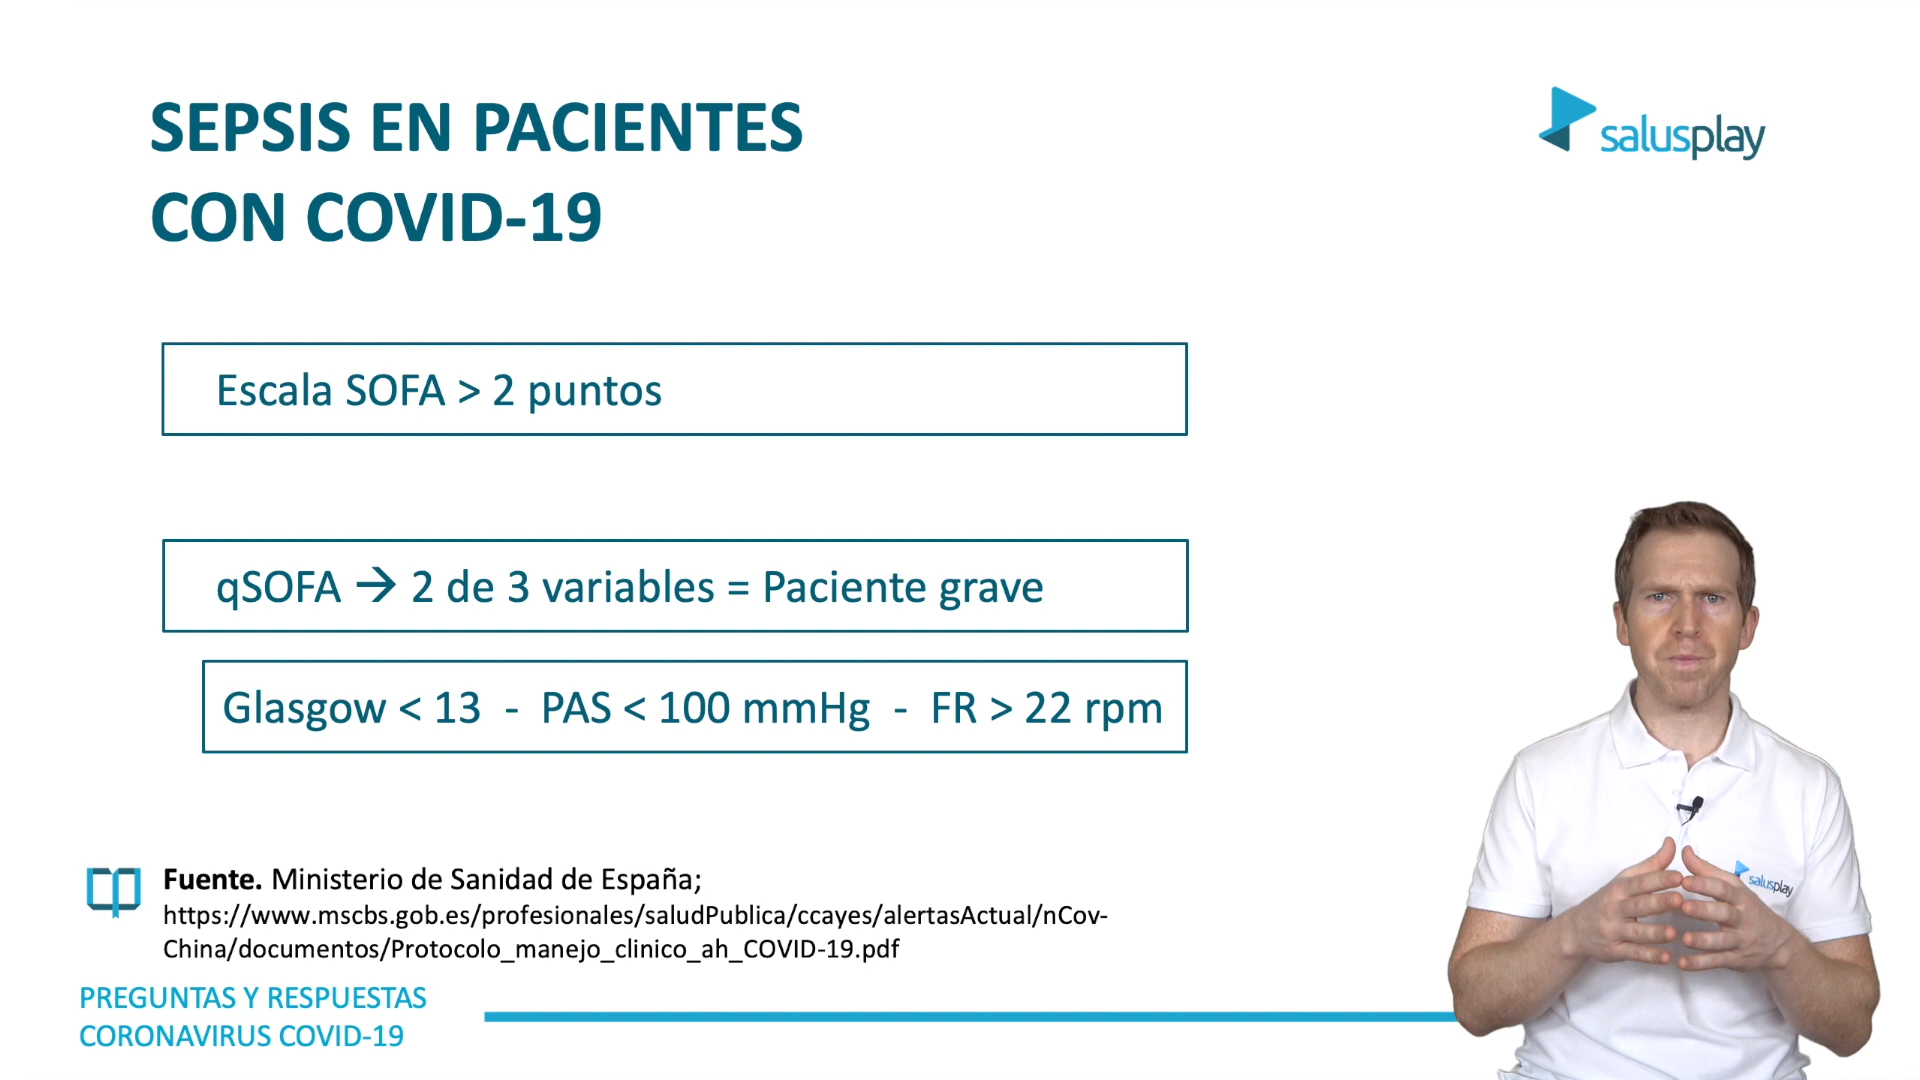 SEPSIS EN PACIENTES
CON COVID-19
salusplay
Escala SOFA > 2 puntos
qSOFA → 2 de 3 variables = Paciente grave
Glasgow < 13 - PAS < 100 mmHg - FR > 22 rpm
Fuente. Ministerio de Sanidad de España;
https://www.mscbs.gob.es/profesionales/saludPublica/ccayes/alertasActual/nCov-
China/documentos/Protocolo_manejo_clinico_ah_COVID-19.pdf
salusplay
PREGUNTAS Y RESPUESTAS
CORONAVIRUS COVID-19